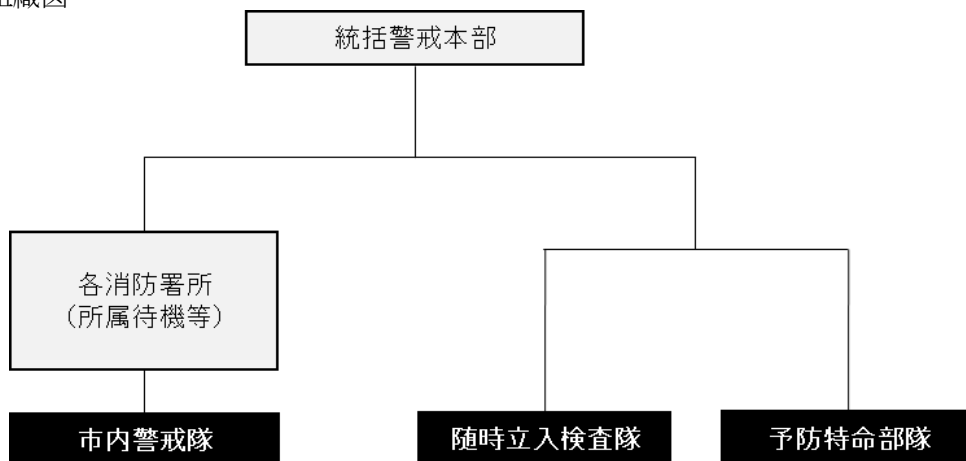 組織図
統括警戒本部
各消防署所
（所属待機等）
市内警戒隊
随時立入検査隊
予防特命部隊